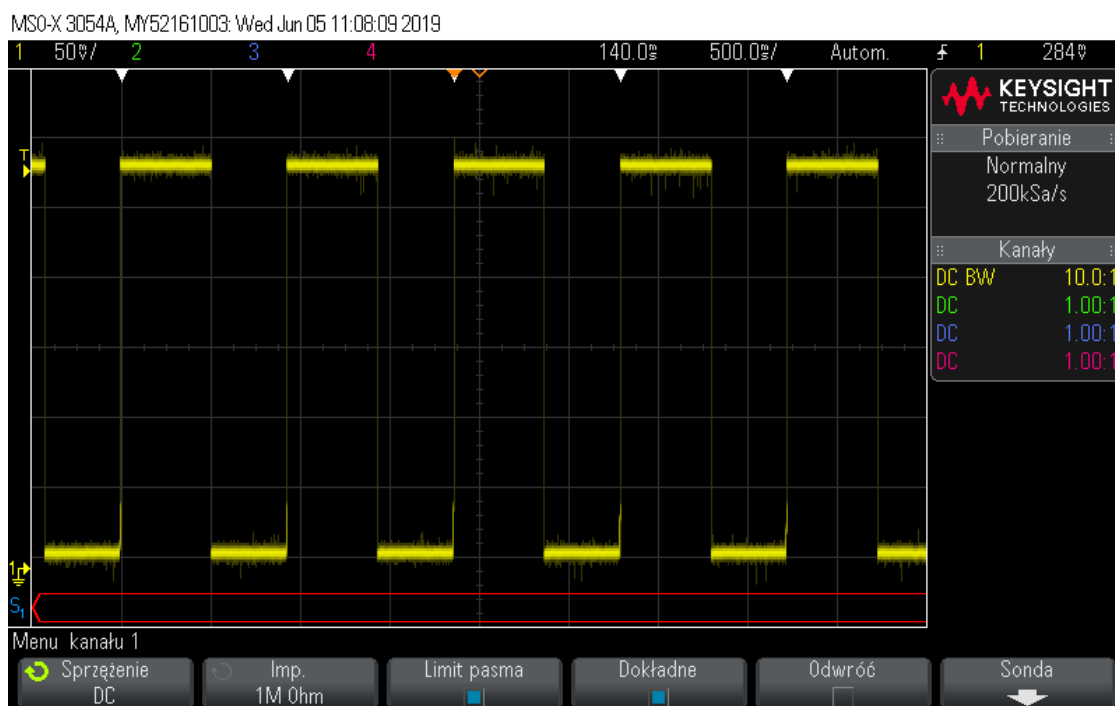 MSO-X 3054A, MY52161003: Wed Jun 05 11:08:09 2019
1 50V/ 2 3 4 140.0s 500.0s/ Autom. 1 284V
KEYSIGHT
TECHNOLOGIES
Pobieranie
Normalny
200kSa/s
Kanały
DC BW 10.0:1
DC 1.00:1
DC 1.00:1
DC 1.00:1
T
1
S1
Menu kanału 1
Sprzężenie
DC
Imp.
1M Ohm
Limit pasma
Dokładne
Odwróć
Sonda